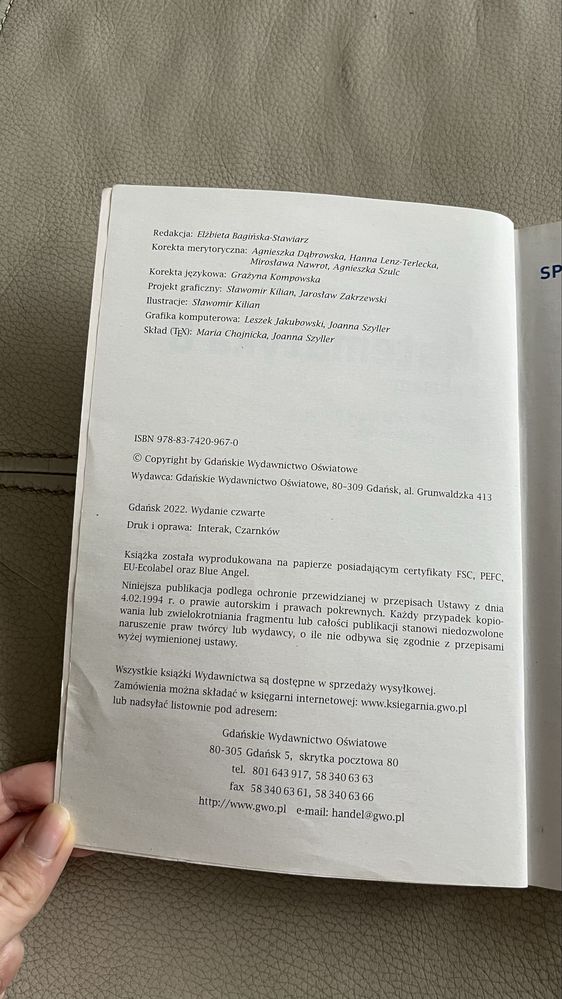 Redakcja: Elżbieta Bagińska-Stawiarz
Korekta merytoryczna: Agnieszka Dąbrowska, Hanna Lenz-Terlecka,
Mirosława Nawrot, Agnieszka Szulc
Korekta językowa: Grażyna Kompowska
Projekt graficzny: Sławomir Kilian, Jarosław Zakrzewski
Ilustracje: Sławomir Kilian
Grafika komputerowa: Leszek Jakubowski, Joanna Szyller
Skład (TEX): Maria Chojnicka, Joanna Szyller
ISBN 978-83-7420-967-0
© Copyright by Gdańskie Wydawnictwo Oświatowe
Wydawca: Gdańskie Wydawnictwo Oświatowe, 80–309 Gdańsk, al. Grunwaldzka 413
Gdańsk 2022. Wydanie czwarte
Druk i oprawa: Interak, Czarnków
Książka została wyprodukowana na papierze posiadającym certyfikaty FSC, PEFC,
EU-Ecolabel oraz Blue Angel.
Niniejsza publikacja podlega ochronie przewidzianej w przepisach Ustawy z dnia
4.02.1994 r. o prawie autorskim i prawach pokrewnych. Każdy przypadek kopio-
wania lub zwielokrotniania fragmentu lub całości publikacji stanowi niedozwolone
naruszenie praw twórcy lub wydawcy, o ile nie odbywa się zgodnie z przepisami
wyżej wymienionej ustawy.
Wszystkie książki Wydawnictwa są dostępne w sprzedaży wysyłkowej.
Zamówienia można składać w księgarni internetowej: www.ksiegarnia.gwo.pl
lub nadsyłać listownie pod adresem:
Gdańskie Wydawnictwo Oświatowe
80-305 Gdańsk 5, skrytka pocztowa 80
tel. 801 643 917, 58 340 63 63
fax 58 340 63 61, 58 340 63 66
http://www.gwo.pl e-mail: handel@gwo.pl
SP